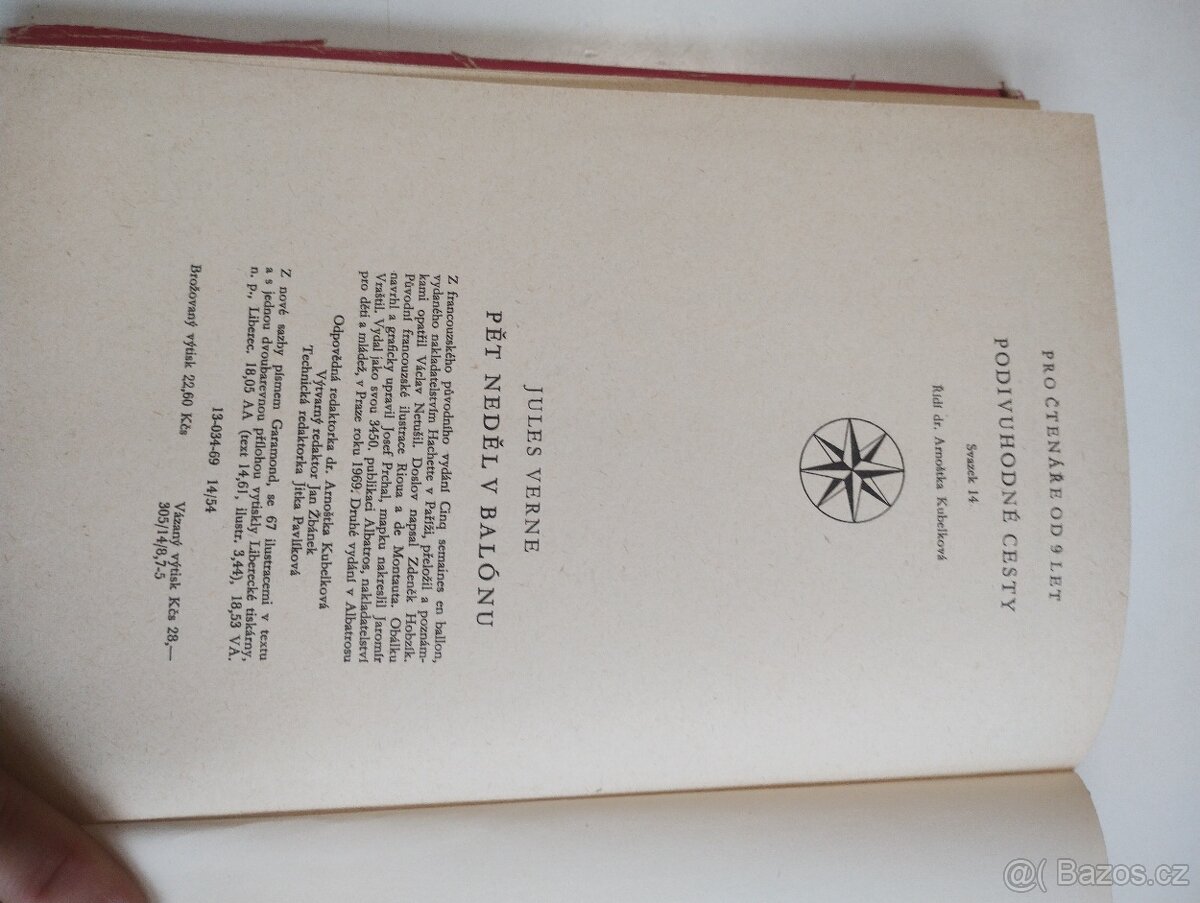 PRO ČTENÁŘE OD 9 LET
PODIVUHODNÉ CESTY
Svazek 14.
Řídí dr. Arnoštka Kubelková
JULES VERNE
PĚT NEDĚL V BALÓNU
Z francouzského původního vydání Cinq semaines en ballon,
vydaného nakladatelstvím Hachette v Paříži, přeložil a poznám-
kami opatřil Václav Netušil. Doslov napsal Zdeněk Hobzík.
Původní francouzské ilustrace Rioua a de Montauta. Obálku
navrhl a graficky upravil Josef Prchal, mapku nakreslil Jaromír
Vraštil. Vydal jako svou 3450. publikaci Albatros, nakladatelství
pro děti a mládež, v Praze roku 1969. Druhé vydání v Albatrosu
Odpovědná redaktorka dr. Arnoštka Kubelková
Výtvarný redaktor Jan Žbánek
Technická redaktorka Jitka Pavlíková
Z nové sazby písmem Garamond, se 67 ilustracemi v textu
a s jednou dvoubarevnou přílohou vytiskly Liberecké tiskárny,
n. p., Liberec. 18,05 AA (text 14,61, ilustr. 3,44), 18,53 VA.
13-034-69 14/54
Brožovaný výtisk 22,60 Kčs
Vázaný výtisk Kčs 28,—
305/14/8,7-5
@( Bazos.cz